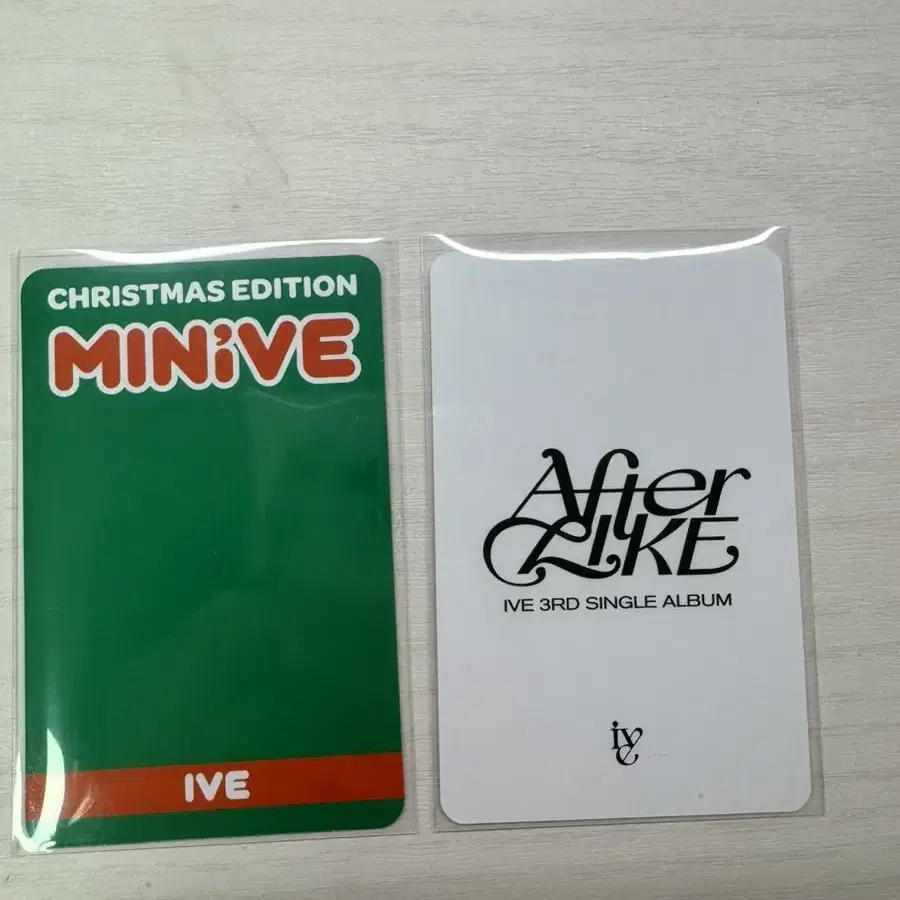 CHRISTMAS EDITION
MINiVE
IVE
After
LIKE
IVE 3RD SINGLE ALBUM
ive